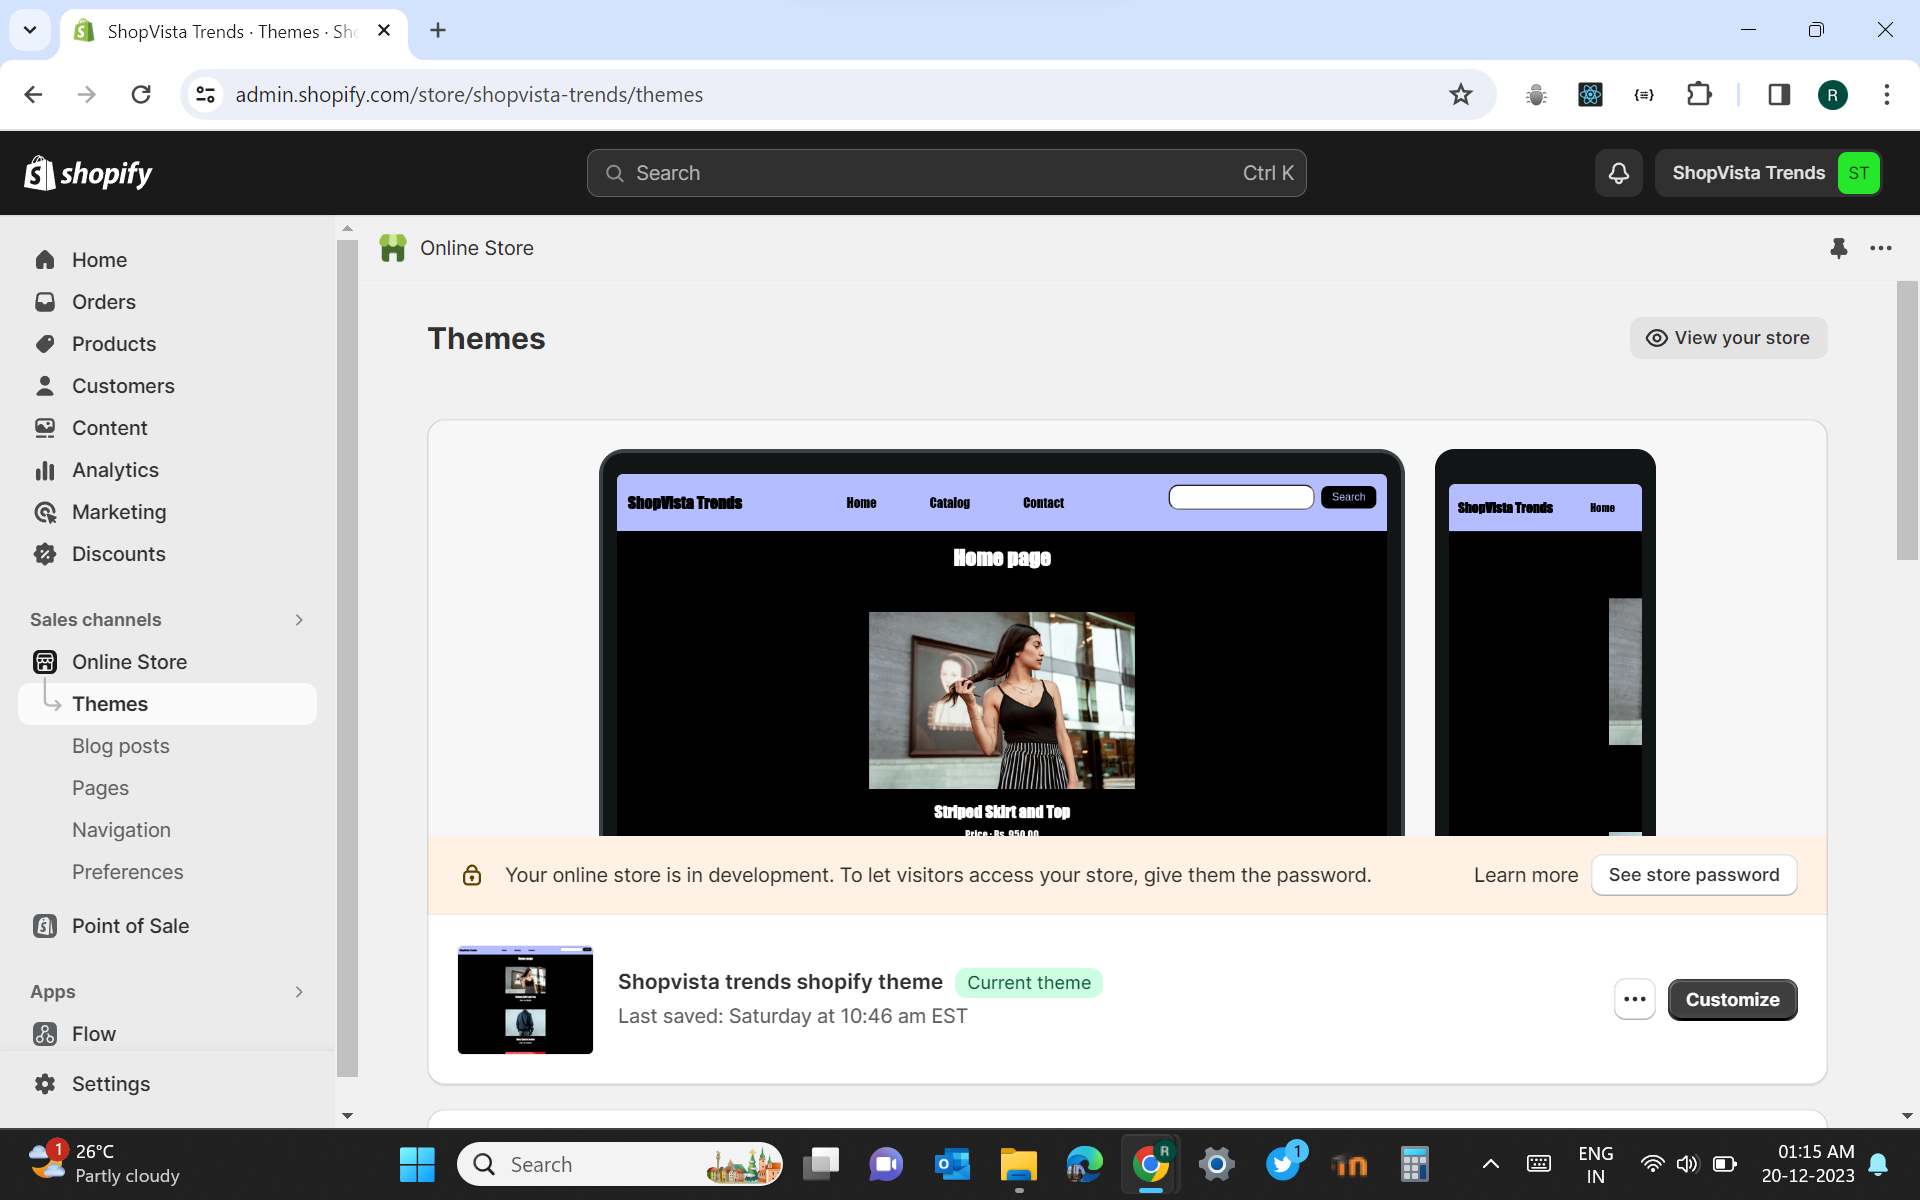 ShopVista Trends · Themes · Sho
admin.shopify.com/store/shopvista-trends/themes
R
shopify
Search
Ctrl K
ShopVista Trends
ST
Home
Orders
Products
Customers
Content
Analytics
Marketing
Discounts
Sales channels
Online Store
Themes
Blog posts
Pages
Navigation
Preferences
Point of Sale
Apps
Flow
Settings
Online Store
Themes
View your store
ShopVista Trends
Home
Catalog
Contact
Search
Home page
Striped Skirt and Top
Price : Rs. 950.00
ShopVista Trends
Home
Your online store is in development. To let visitors access your store, give them the password.
Learn more
See store password
Shopvista trends shopify theme
Current theme
Last saved: Saturday at 10:46 am EST
Customize
1
26°C
Partly cloudy
Search
R
1
ENG
IN
01:15 AM
20-12-2023